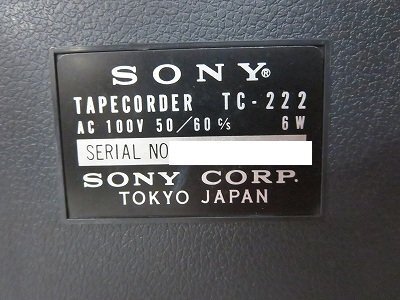 SONY®
TAPECORDER TC-222
AC 100V 50/60 c/s 6W
SERIAL NO
SONY CORP.
TOKYO JAPAN